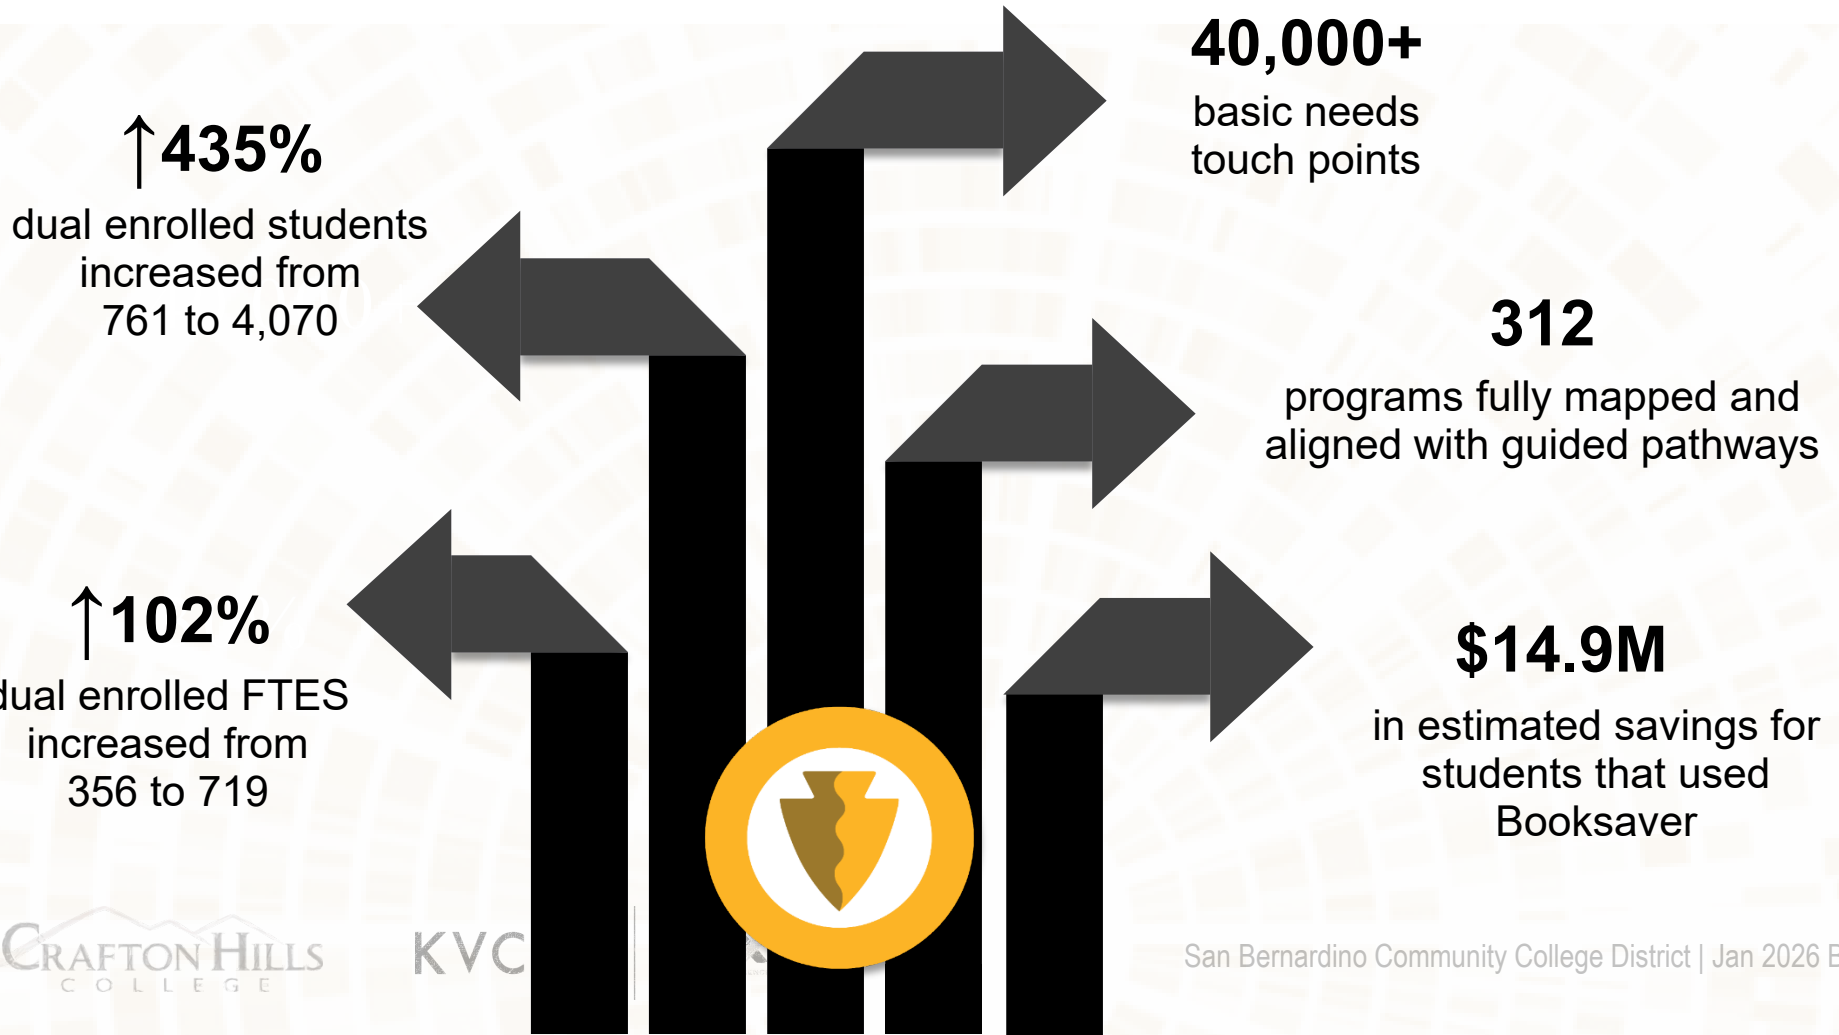 40,000+
basic needs
touch points
↑435%
dual enrolled students
increased from
761 to 4,070
312
programs fully mapped and
aligned with guided pathways
↑102%
dual enrolled FTES
increased from
356 to 719
$14.9M
in estimated savings for
students that used
Booksaver
CRAFTON HILLS
COLLEGE
KVC
San Bernardino Community College District | Jan 2026 B